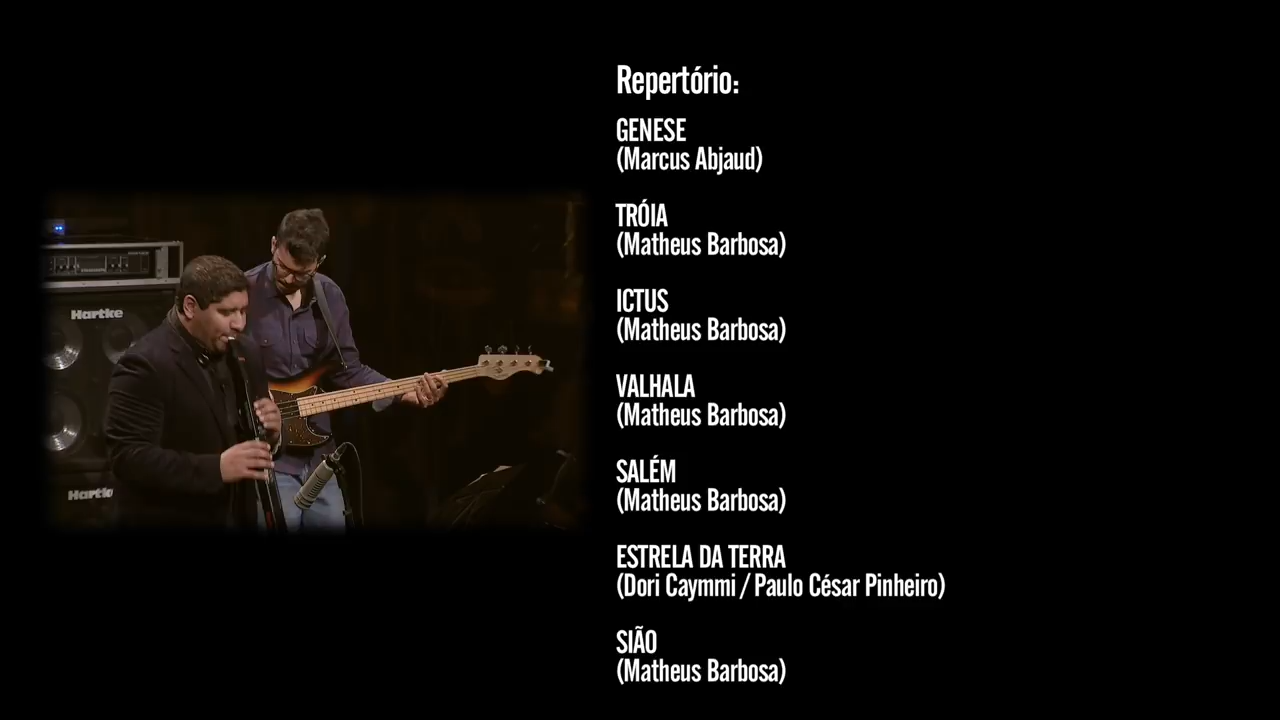 Repertório:
GENESE
(Marcus Abjaud)
TRÓIA
(Matheus Barbosa)
ICTUS
(Matheus Barbosa)
VALHALA
(Matheus Barbosa)
SALÉM
(Matheus Barbosa)
ESTRELA DA TERRA
(Dori Caymmi / Paulo César Pinheiro)
SIÃO
(Matheus Barbosa)
Hartke
Hartke